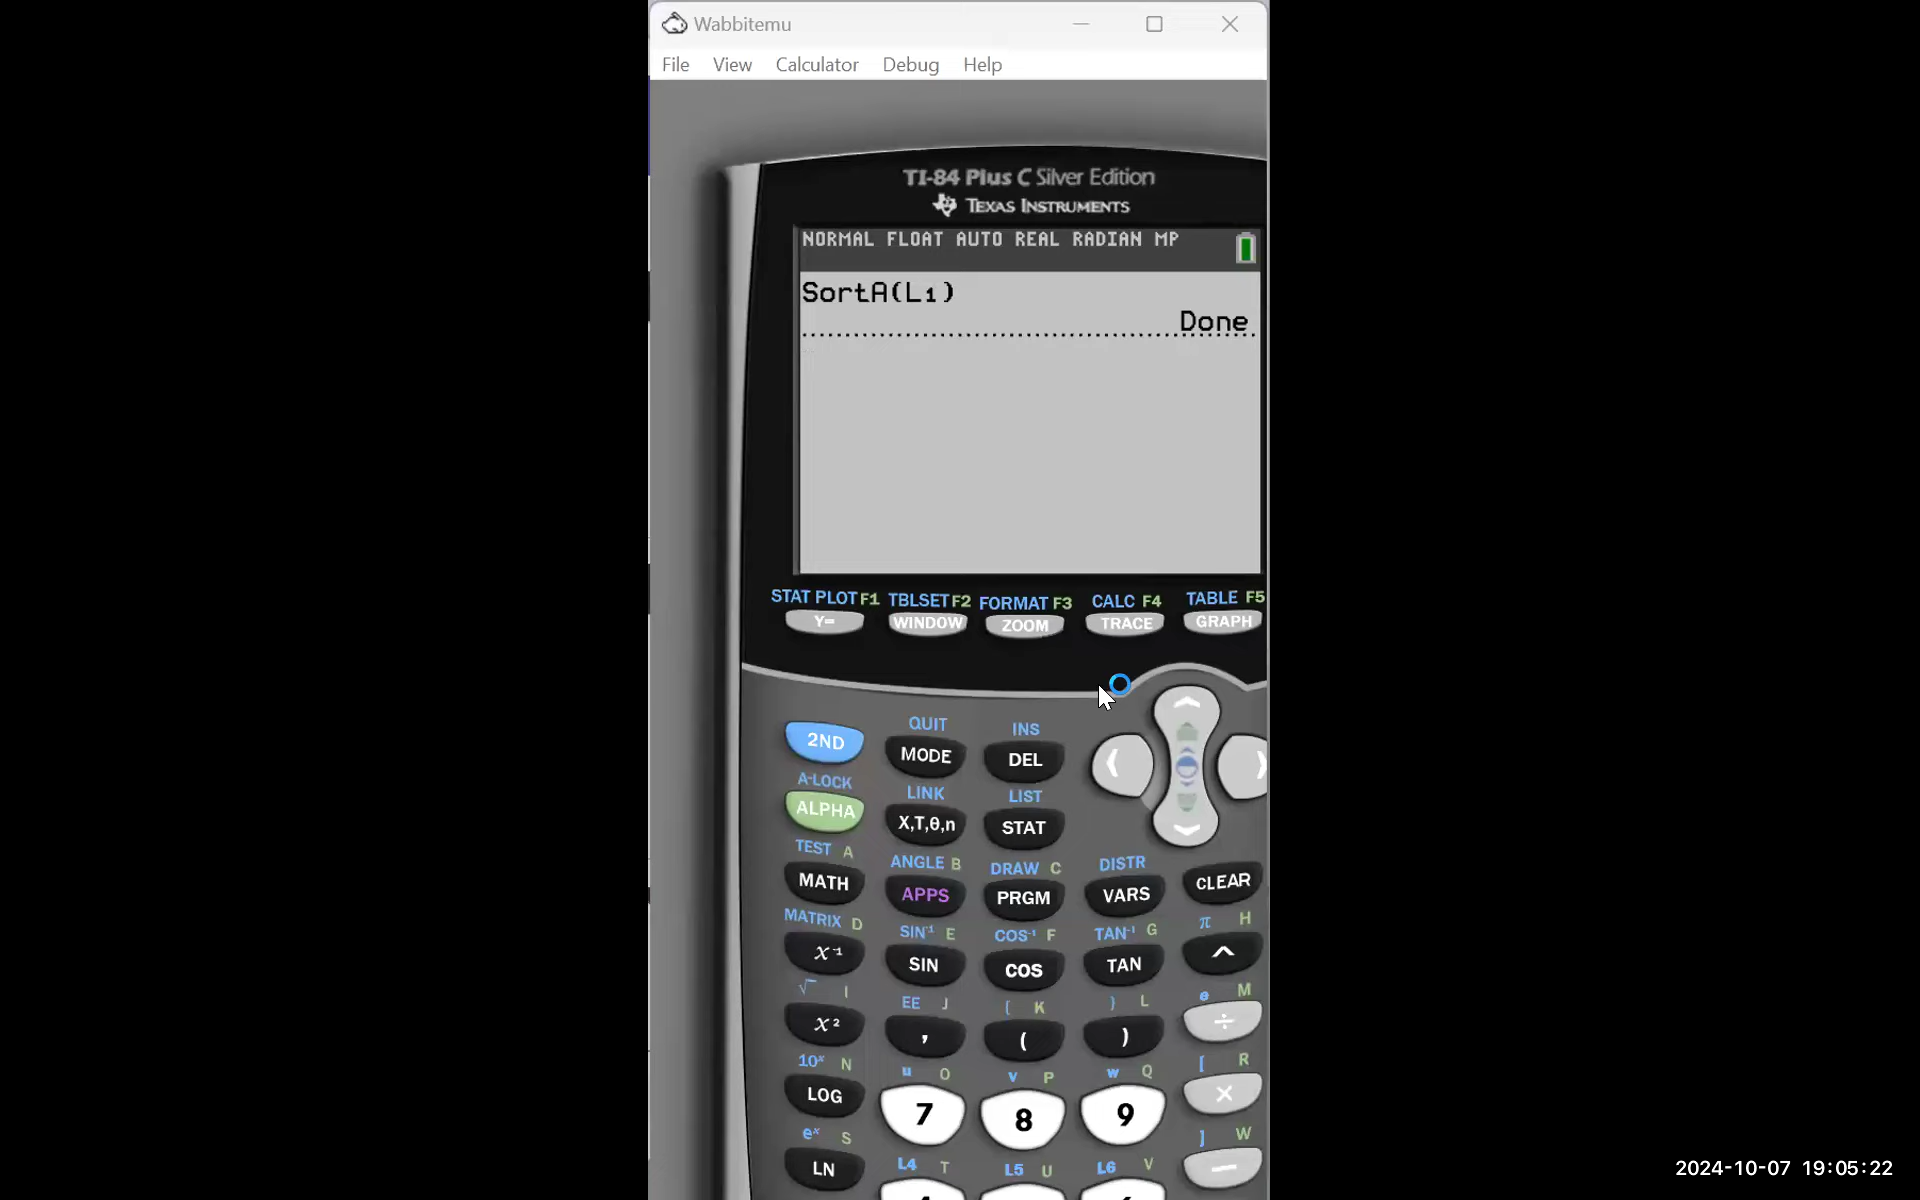 Wabbitemu
File View Calculator Debug Help
TI-84 Plus C Silver Edition
TEXAS INSTRUMENTS
NORMAL FLOAT AUTO REAL RADIAN MP
SortA(L₁)
Done
STAT PLOT F1 TBLSET F2 FORMAT F3 CALC F4 TABLE F5
Y= WINDOW ZOOM TRACE GRAPH
QUIT INS
2ND MODE DEL
A-LOCK LINK LIST
ALPHA X,T,θ,n STAT
TEST A ANGLE B DRAW C DISTR
MATH APPS PRGM VARS CLEAR
MATRIX D SIN⁻¹ E COS⁻¹ F TAN⁻¹ G π H
x⁻¹ SIN COS TAN ^
√ I EE J { K } L e M
x² , ( ) ÷
10ˣ N u O v P w Q [ R
LOG 7 8 9 ×
eˣ S L4 T L5 U L6 V ] W
LN −
2024-10-07 19:05:22